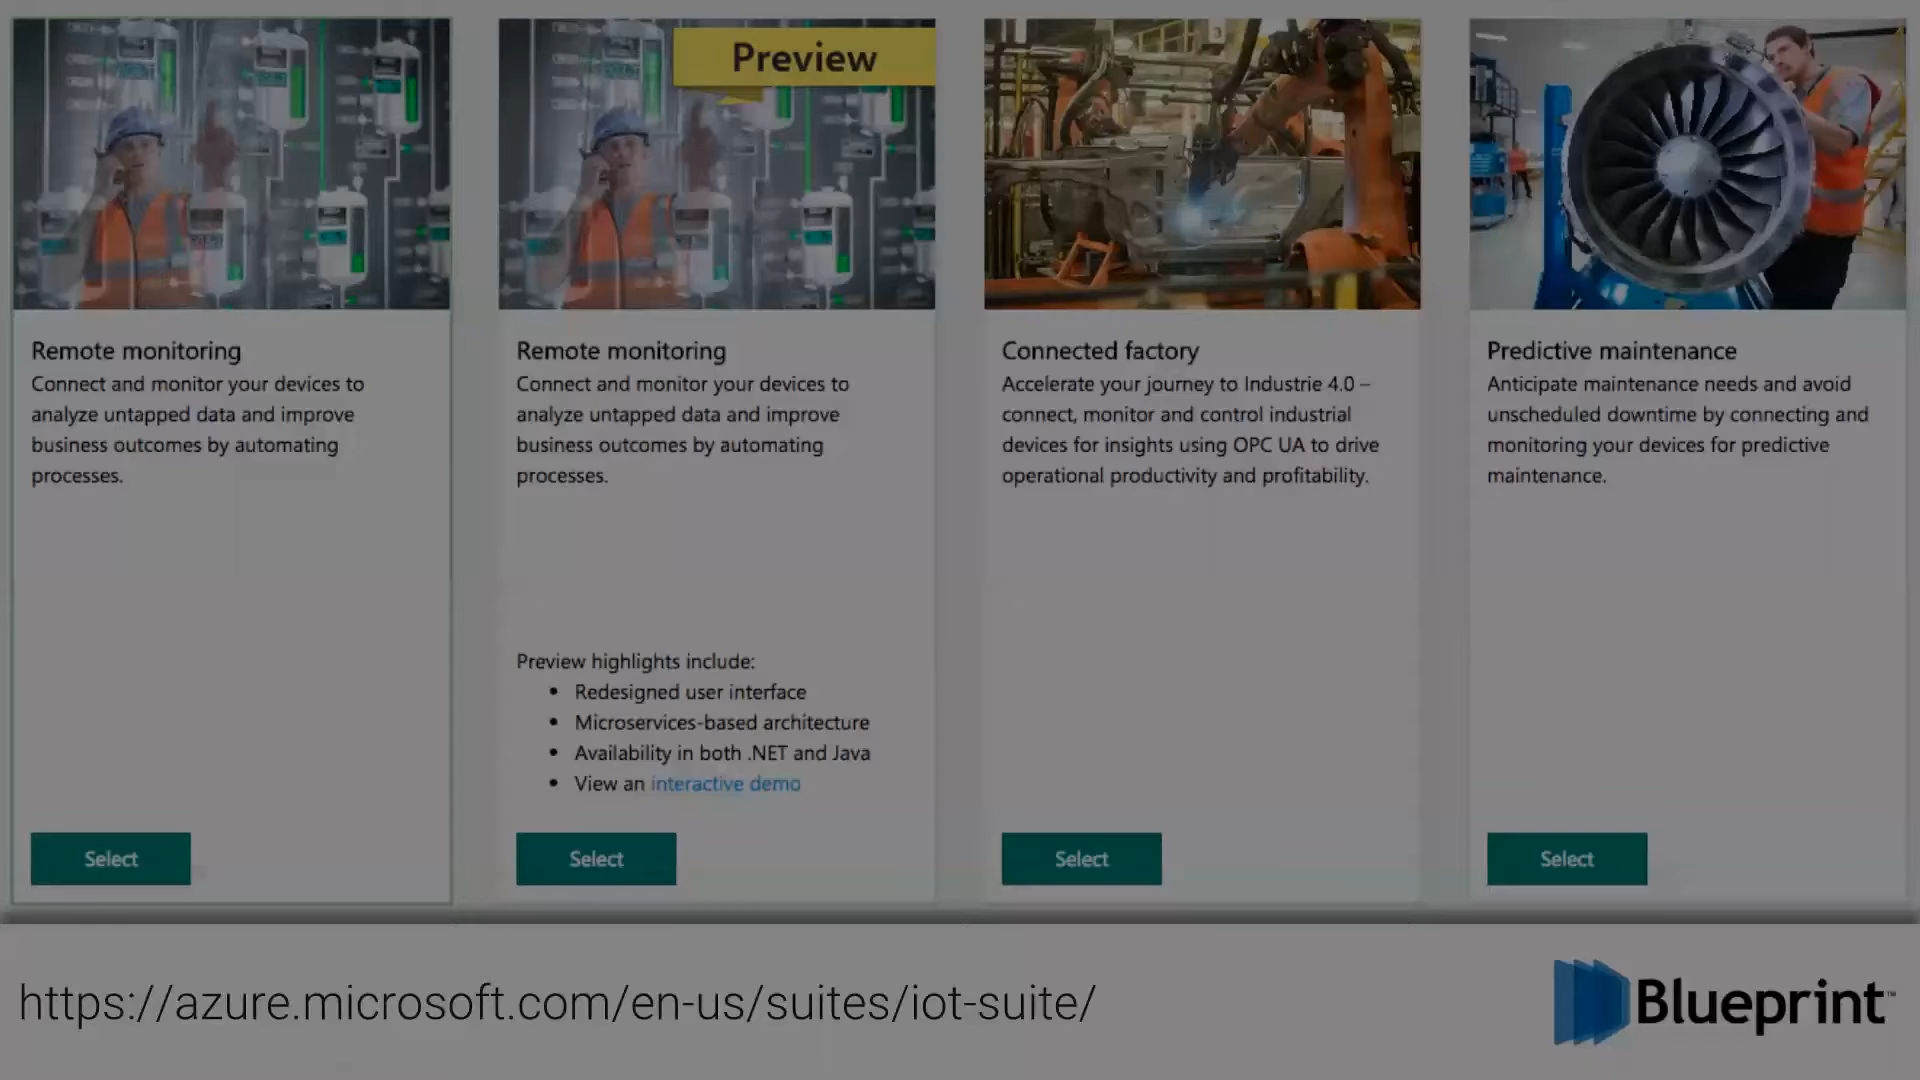 Preview
Remote monitoring
Connect and monitor your devices to
analyze untapped data and improve
business outcomes by automating
processes.
Select
Remote monitoring
Connect and monitor your devices to
analyze untapped data and improve
business outcomes by automating
processes.
Preview highlights include:
• Redesigned user interface
• Microservices-based architecture
• Availability in both .NET and Java
• View an interactive demo
Select
Connected factory
Accelerate your journey to Industrie 4.0 –
connect, monitor and control industrial
devices for insights using OPC UA to drive
operational productivity and profitability.
Select
Predictive maintenance
Anticipate maintenance needs and avoid
unscheduled downtime by connecting and
monitoring your devices for predictive
maintenance.
Select
https://azure.microsoft.com/en-us/suites/iot-suite/
Blueprint™